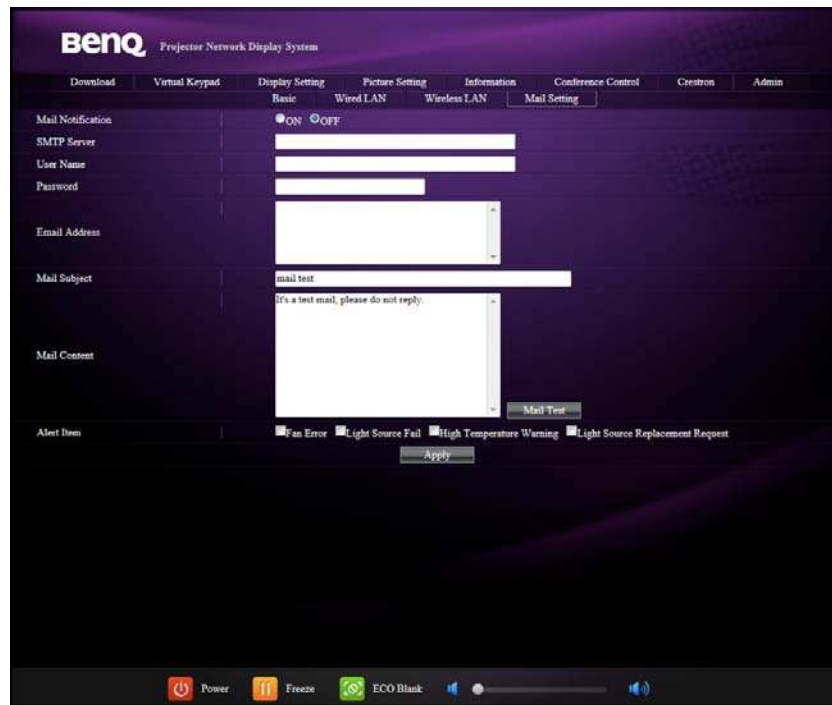 BenQ Projector Network Display System
Download Virtual Keypad Display Setting Picture Setting Information Conference Control Crestron Admin
Basic Wired LAN Wireless LAN Mail Setting
Mail Notification ON OFF
SMTP Server
User Name
Password
Email Address
Mail Subject mail test
It's a test mail, please do not reply.
Mail Content
Mail Test
Alert Item Fan Error Light Source Fail High Temperature Warning Light Source Replacement Request
Apply
Power Freeze ECO Blank